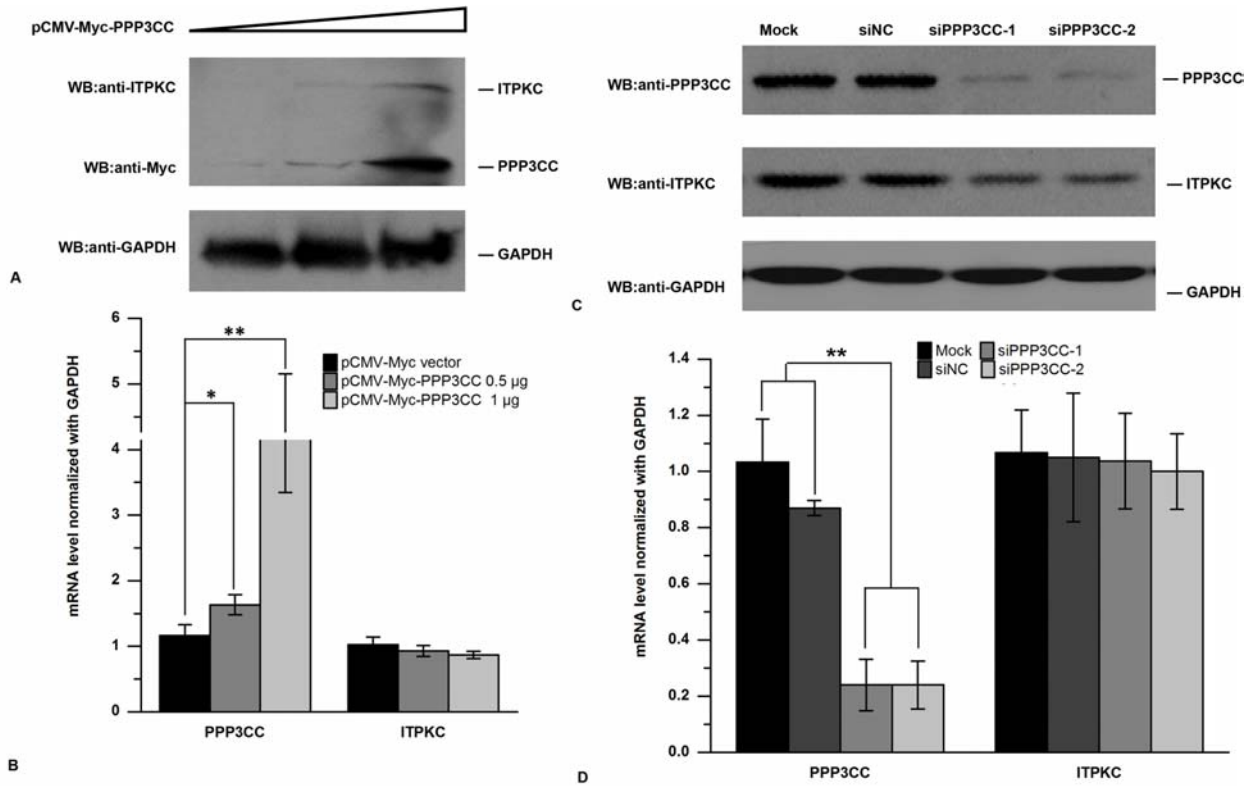 pCMV-Myc-PPP3CC
WB:anti-ITPKC
ITPKC
WB:anti-Myc
PPP3CC
WB:anti-GAPDH
GAPDH
A
mRNA level normalized with GAPDH
6
5
4
2
1
0
**
*
pCMV-Myc vector
pCMV-Myc-PPP3CC 0.5 µg
pCMV-Myc-PPP3CC 1 µg
PPP3CC
ITPKC
B
Mock
siNC
siPPP3CC-1
siPPP3CC-2
WB:anti-PPP3CC
PPP3CC
WB:anti-ITPKC
ITPKC
WB:anti-GAPDH
GAPDH
C
mRNA level normalized with GAPDH
1.4
1.2
1.0
0.8
0.6
0.4
0.2
0.0
**
Mock
siNC
siPPP3CC-1
siPPP3CC-2
PPP3CC
ITPKC
D